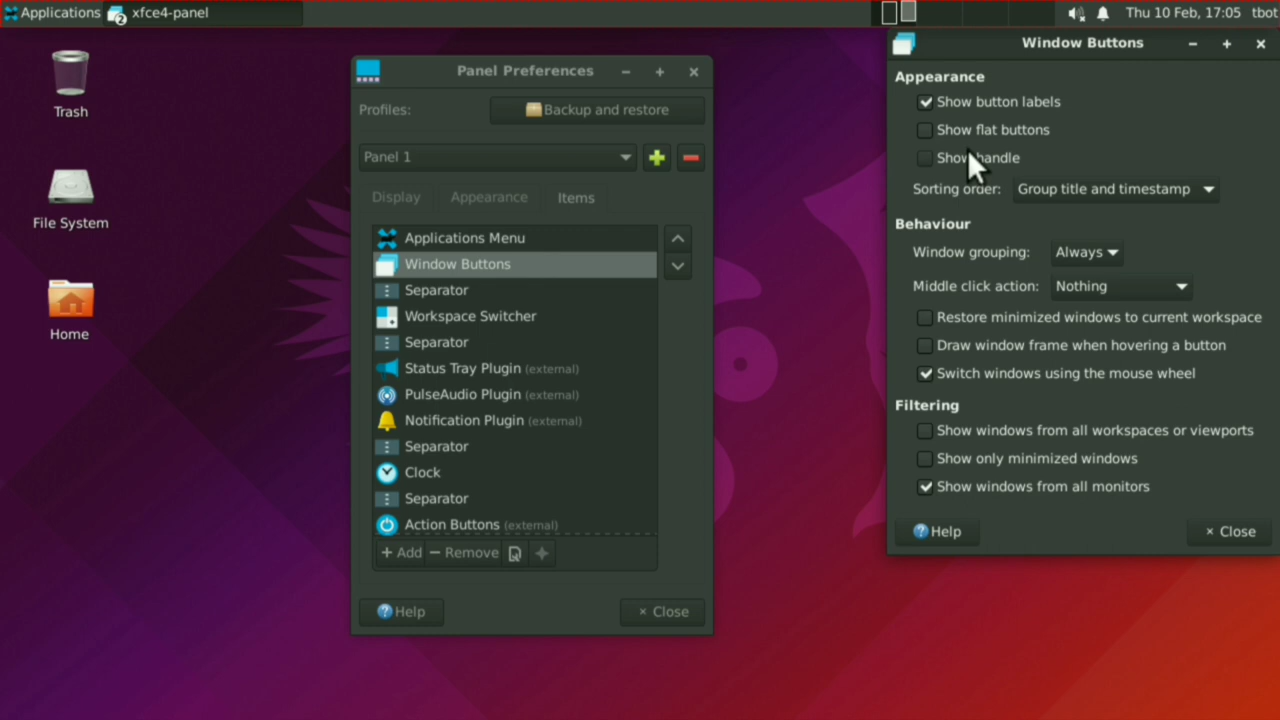 Applications
2 xfce4-panel
Thu 10 Feb, 17:05 tbot
Trash
File System
Home
Panel Preferences
Profiles:
Backup and restore
Panel 1
Display Appearance Items
Applications Menu
Window Buttons
Separator
Workspace Switcher
Separator
Status Tray Plugin (external)
PulseAudio Plugin (external)
Notification Plugin (external)
Separator
Clock
Separator
Action Buttons (external)
Add Remove
Help Close
Window Buttons
Appearance
Show button labels
Show flat buttons
Show handle
Sorting order: Group title and timestamp
Behaviour
Window grouping: Always
Middle click action: Nothing
Restore minimized windows to current workspace
Draw window frame when hovering a button
Switch windows using the mouse wheel
Filtering
Show windows from all workspaces or viewports
Show only minimized windows
Show windows from all monitors
Help Close